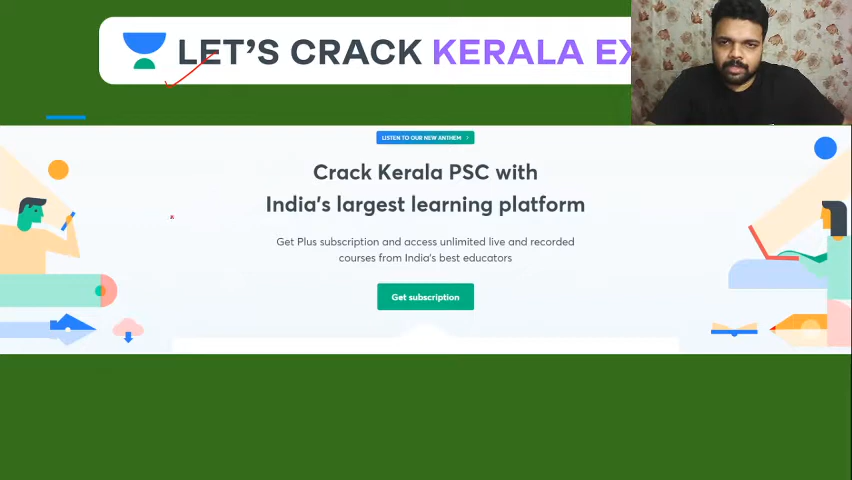 LET'S CRACK KERALA EX
LISTEN TO OUR NEW ANTHEM >
Crack Kerala PSC with
India's largest learning platform
Get Plus subscription and access unlimited live and recorded
courses from India's best educators
Get subscription